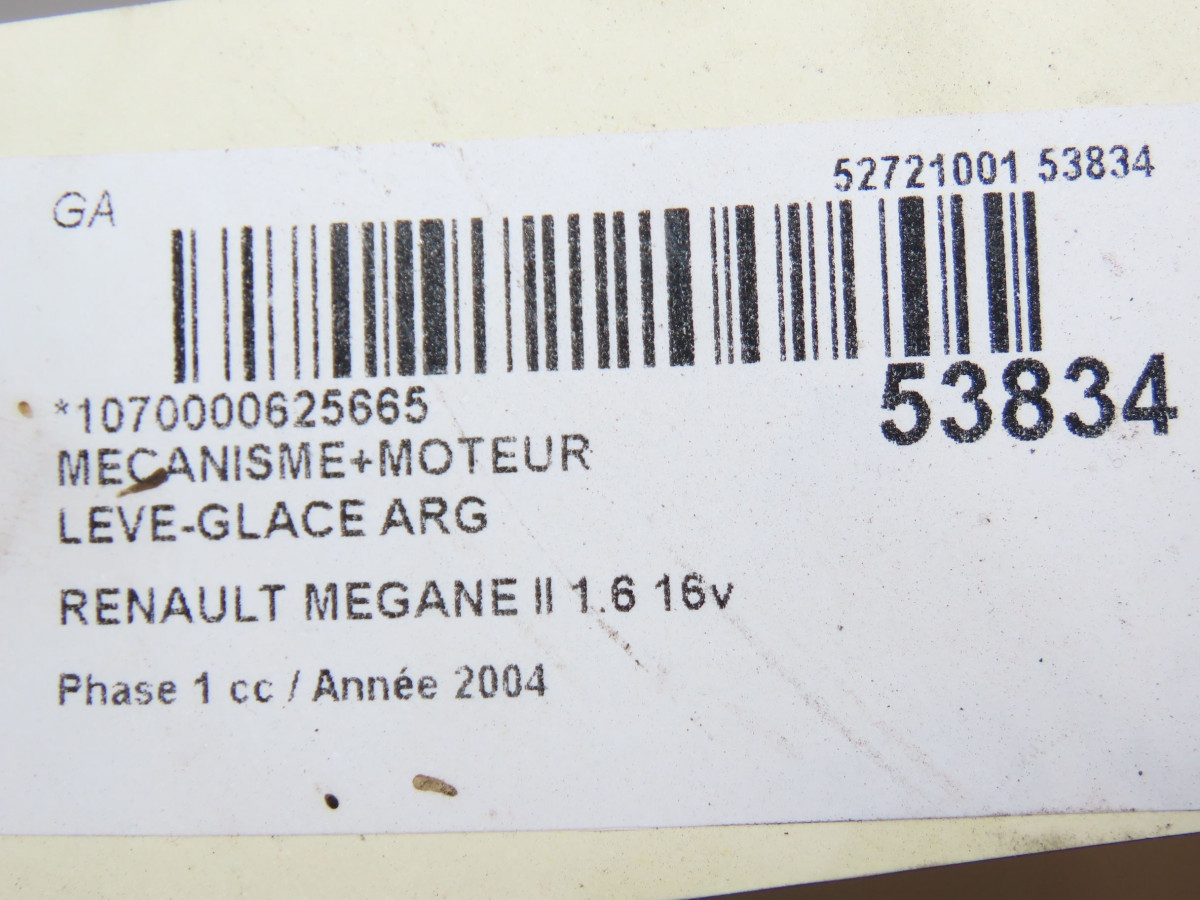 GA
52721001 53834
53834
*1070000625665
MECANISME+MOTEUR
LEVE-GLACE ARG
RENAULT MEGANE II 1.6 16v
Phase 1 cc / Année 2004